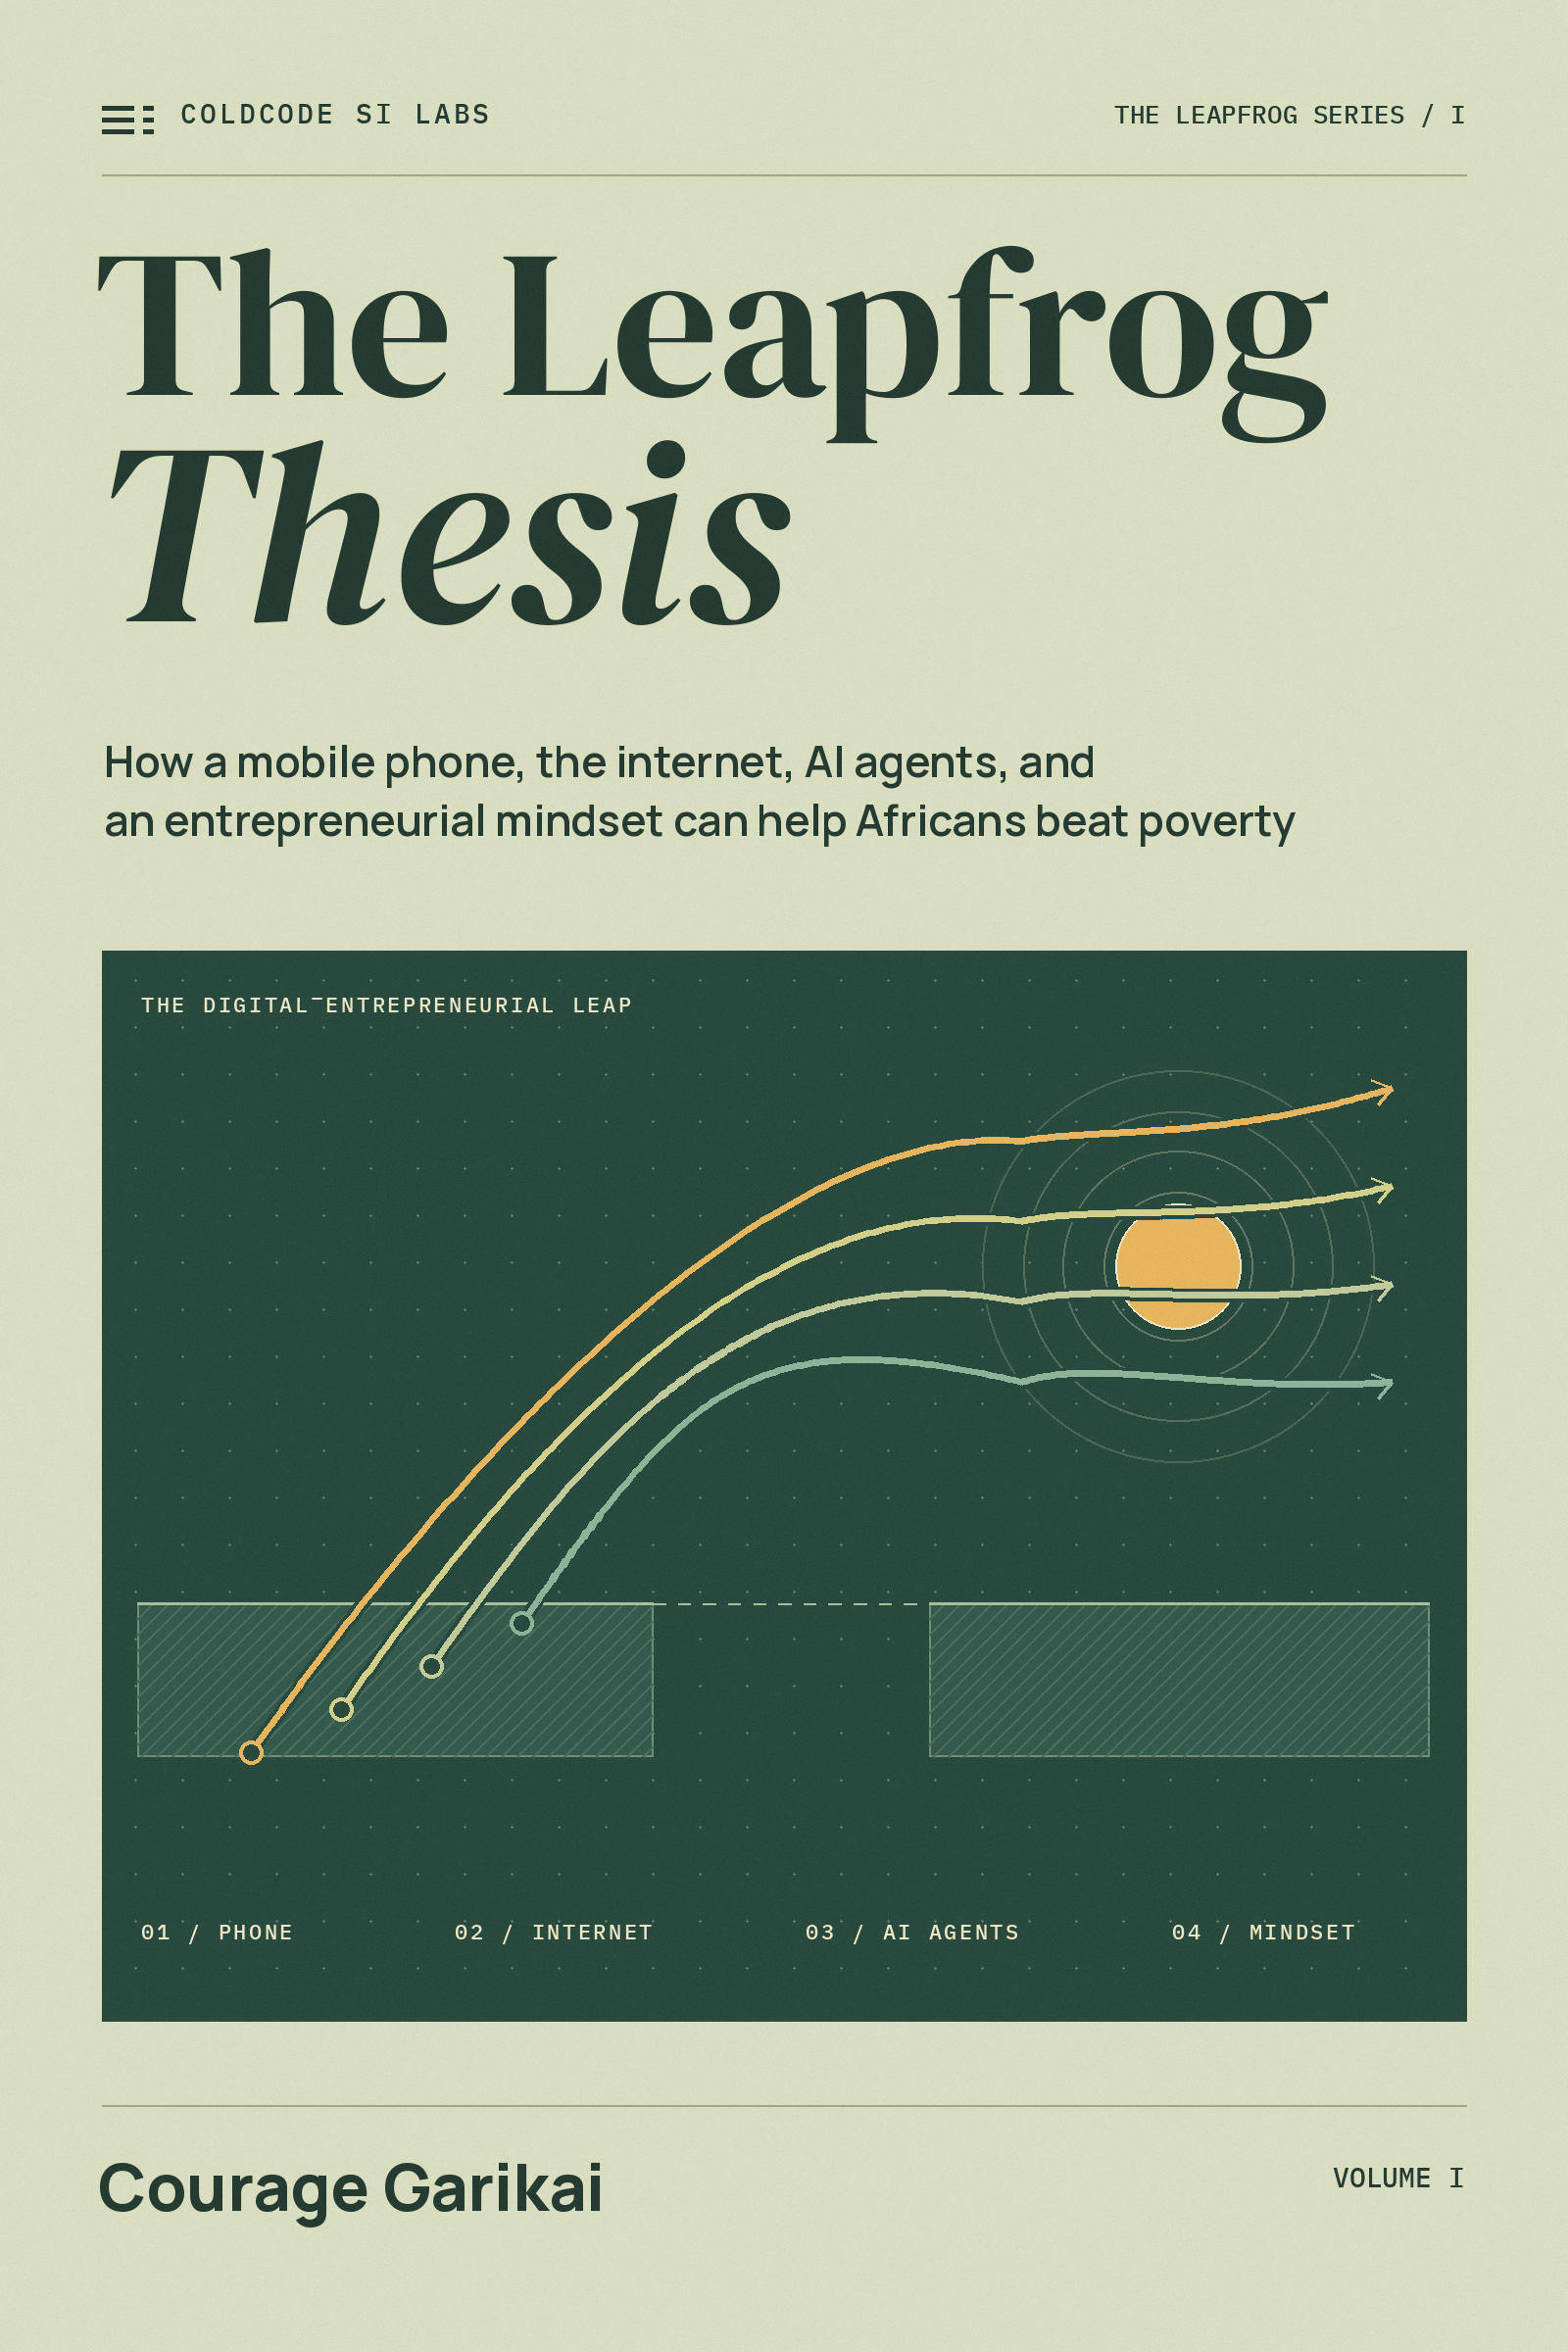 COLDCODE SI LABS
THE LEAPFROG SERIES / I
The Leapfrog
Thesis
How a mobile phone, the internet, AI agents, and
an entrepreneurial mindset can help Africans beat poverty
THE DIGITAL‾ENTREPRENEURIAL LEAP
01 / PHONE
02 / INTERNET
03 / AI AGENTS
04 / MINDSET
Courage Garikai
VOLUME I